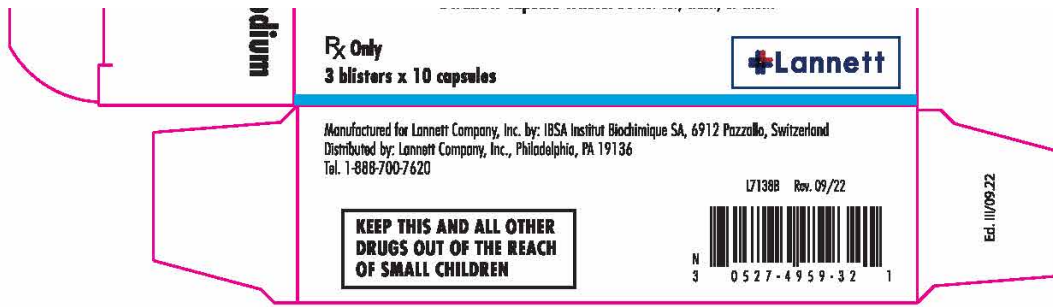 odium
Rx Only
3 blisters x 10 capsules
Lannett
Manufactured for Lannett Company, Inc. by: IBSA Institut Biochimique SA, 6912 Pazzallo, Switzerland
Distributed by: Lannett Company, Inc., Philadelphia, PA 19136
Tel. 1-888-700-7620
L7138B Rev. 09/22
KEEP THIS AND ALL OTHER
DRUGS OUT OF THE REACH
OF SMALL CHILDREN
N
3 0527-4959-32 1
Ed. III/09.22